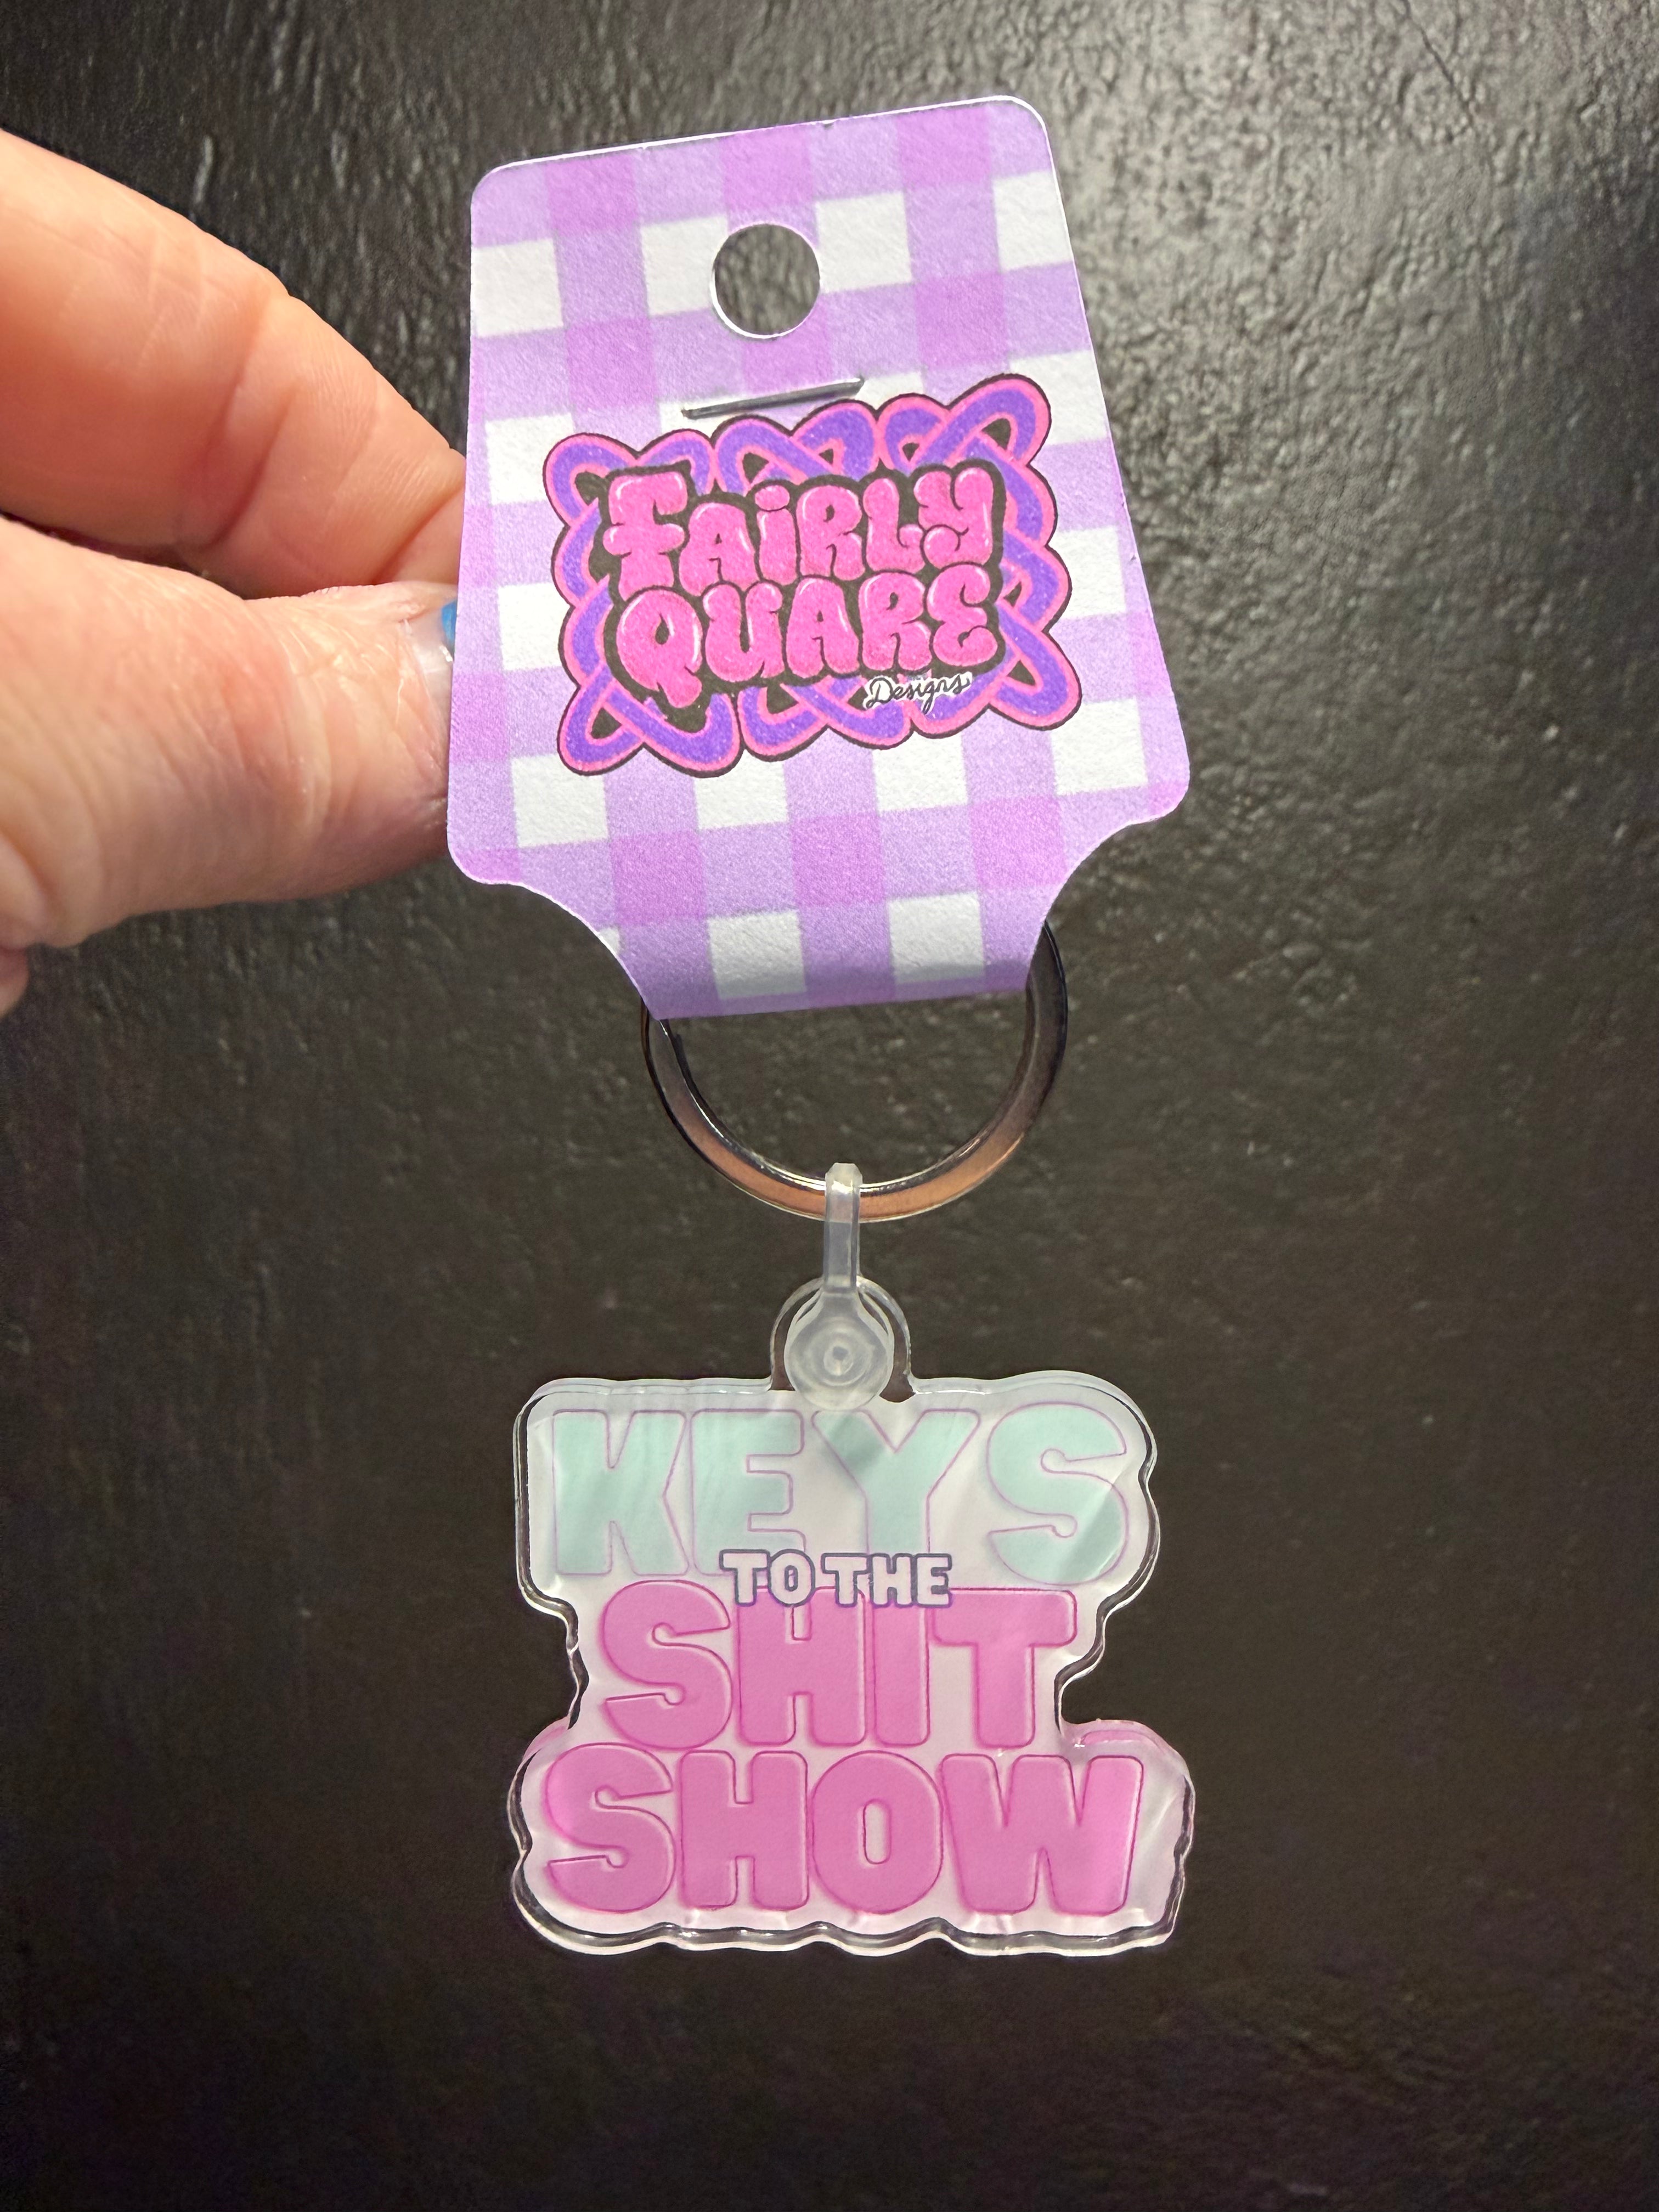 FAiRLY
QUARE
Designs
KEYS
TO THE
SHIT
SHOW